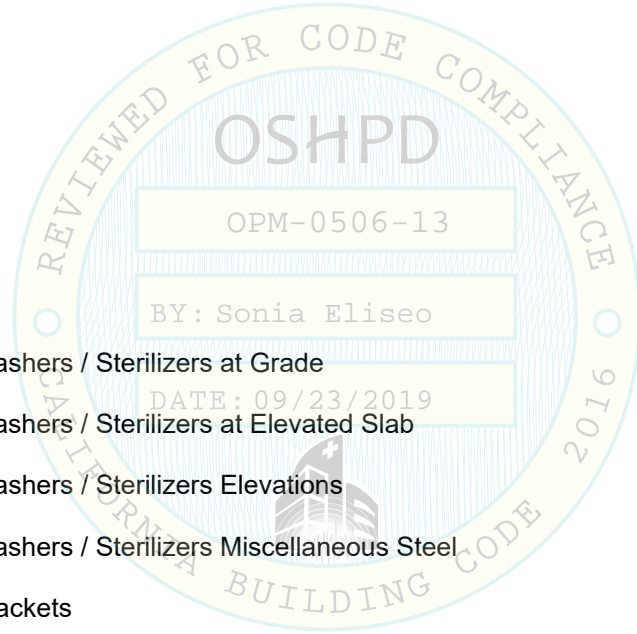 REVIEWED FOR CODE COMPLIANCE
OSHPD
OPM-0506-13
BY: Sonia Eliseo
ashers / Sterilizers at Grade
DATE: 09/23/2019
ashers / Sterilizers at Elevated Slab
ashers / Sterilizers Elevations
ashers / Sterilizers Miscellaneous Steel
ackets
CALIFORNIA BUILDING CODE 2016